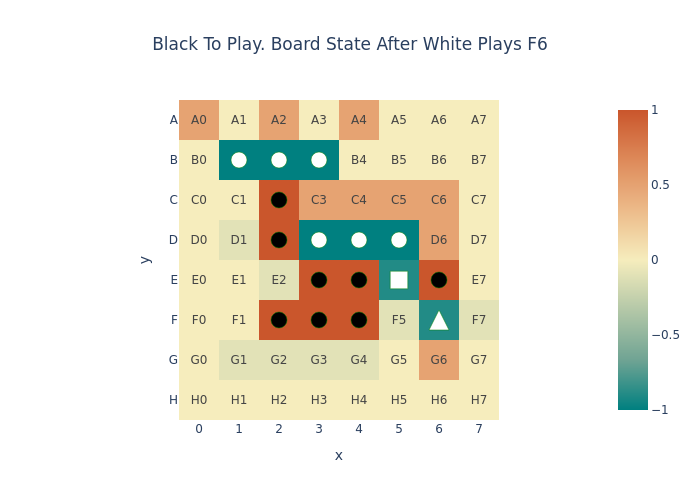 Black To Play. Board State After White Plays F6
A A0 A1 A2 A3 A4 A5 A6 A7
B B0 B4 B5 B6 B7
C C0 C1 C3 C4 C5 C6 C7
D D0 D1 D6 D7
E E0 E1 E2 E7
F F0 F1 F5 F7
G G0 G1 G2 G3 G4 G5 G6 G7
H H0 H1 H2 H3 H4 H5 H6 H7
0 1 2 3 4 5 6 7
x
y
1
0.5
0
−0.5
−1